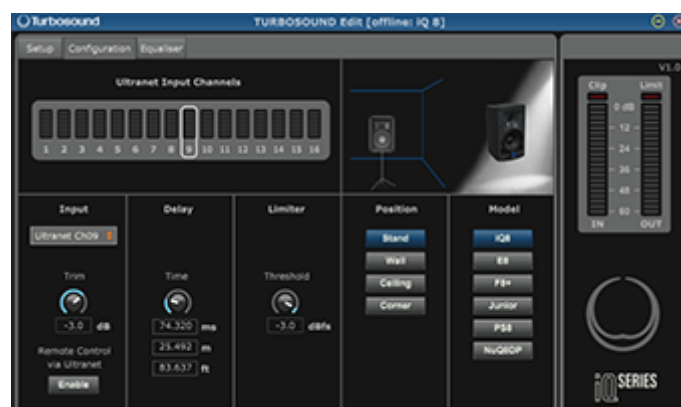 Turbosound
TURBOSOUND Edit [offline: iQ 8]
Setup Configuration Equaliser
V1.0
Ultranet Input Channels
1 2 3 4 5 6 7 8 9 10 11 12 13 14 15 16
Clip Limit
0 dB
12
24
36
48
60
IN OUT
Input Delay Limiter Position Model
Ultranet Ch09
Stand
Wall
Ceiling
Corner
iQ8
E8
F8+
Junior
PS8
NuQ8DP
Trim Time Threshold
-3.0 dB
74.320 ms
-3.0 dBfs
25.492 m
83.637 ft
Remote Control
via Ultranet
Enable
iQ SERIES